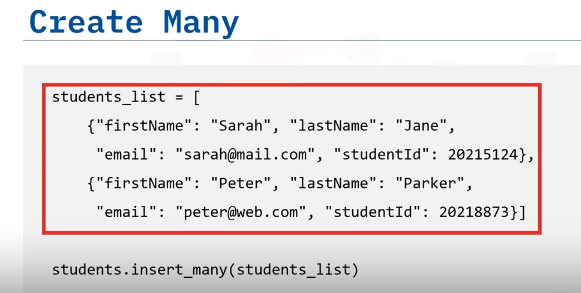 Create Many
students_list = [
{"firstName": "Sarah", "lastName": "Jane",
"email": "sarah@mail.com", "studentId": 20215124},
{"firstName": "Peter", "lastName": "Parker",
"email": "peter@web.com", "studentId": 20218873}]
students.insert_many(students_list)